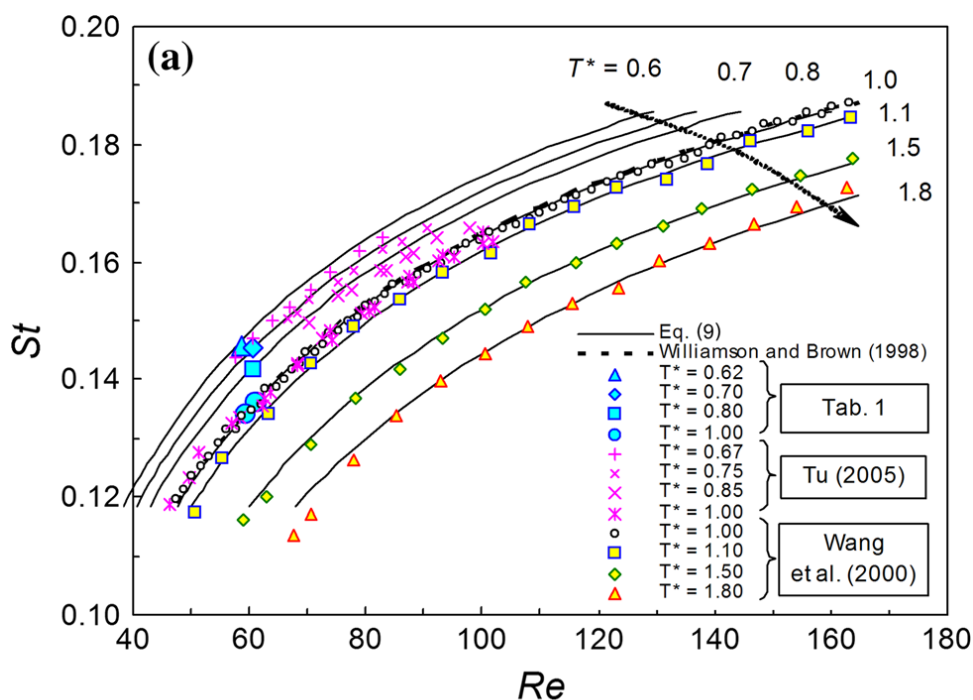 0.20
(a)
T* = 0.6
0.7
0.8
1.0
1.1
1.5
1.8
0.18
0.16
0.14
0.12
0.10
St
Eq. (9)
Williamson and Brown (1998)
T* = 0.62
T* = 0.70
T* = 0.80
T* = 1.00
Tab. 1
T* = 0.67
T* = 0.75
T* = 0.85
T* = 1.00
Tu (2005)
T* = 1.00
T* = 1.10
T* = 1.50
T* = 1.80
Wang
et al. (2000)
40 60 80 100 120 140 160 180
Re